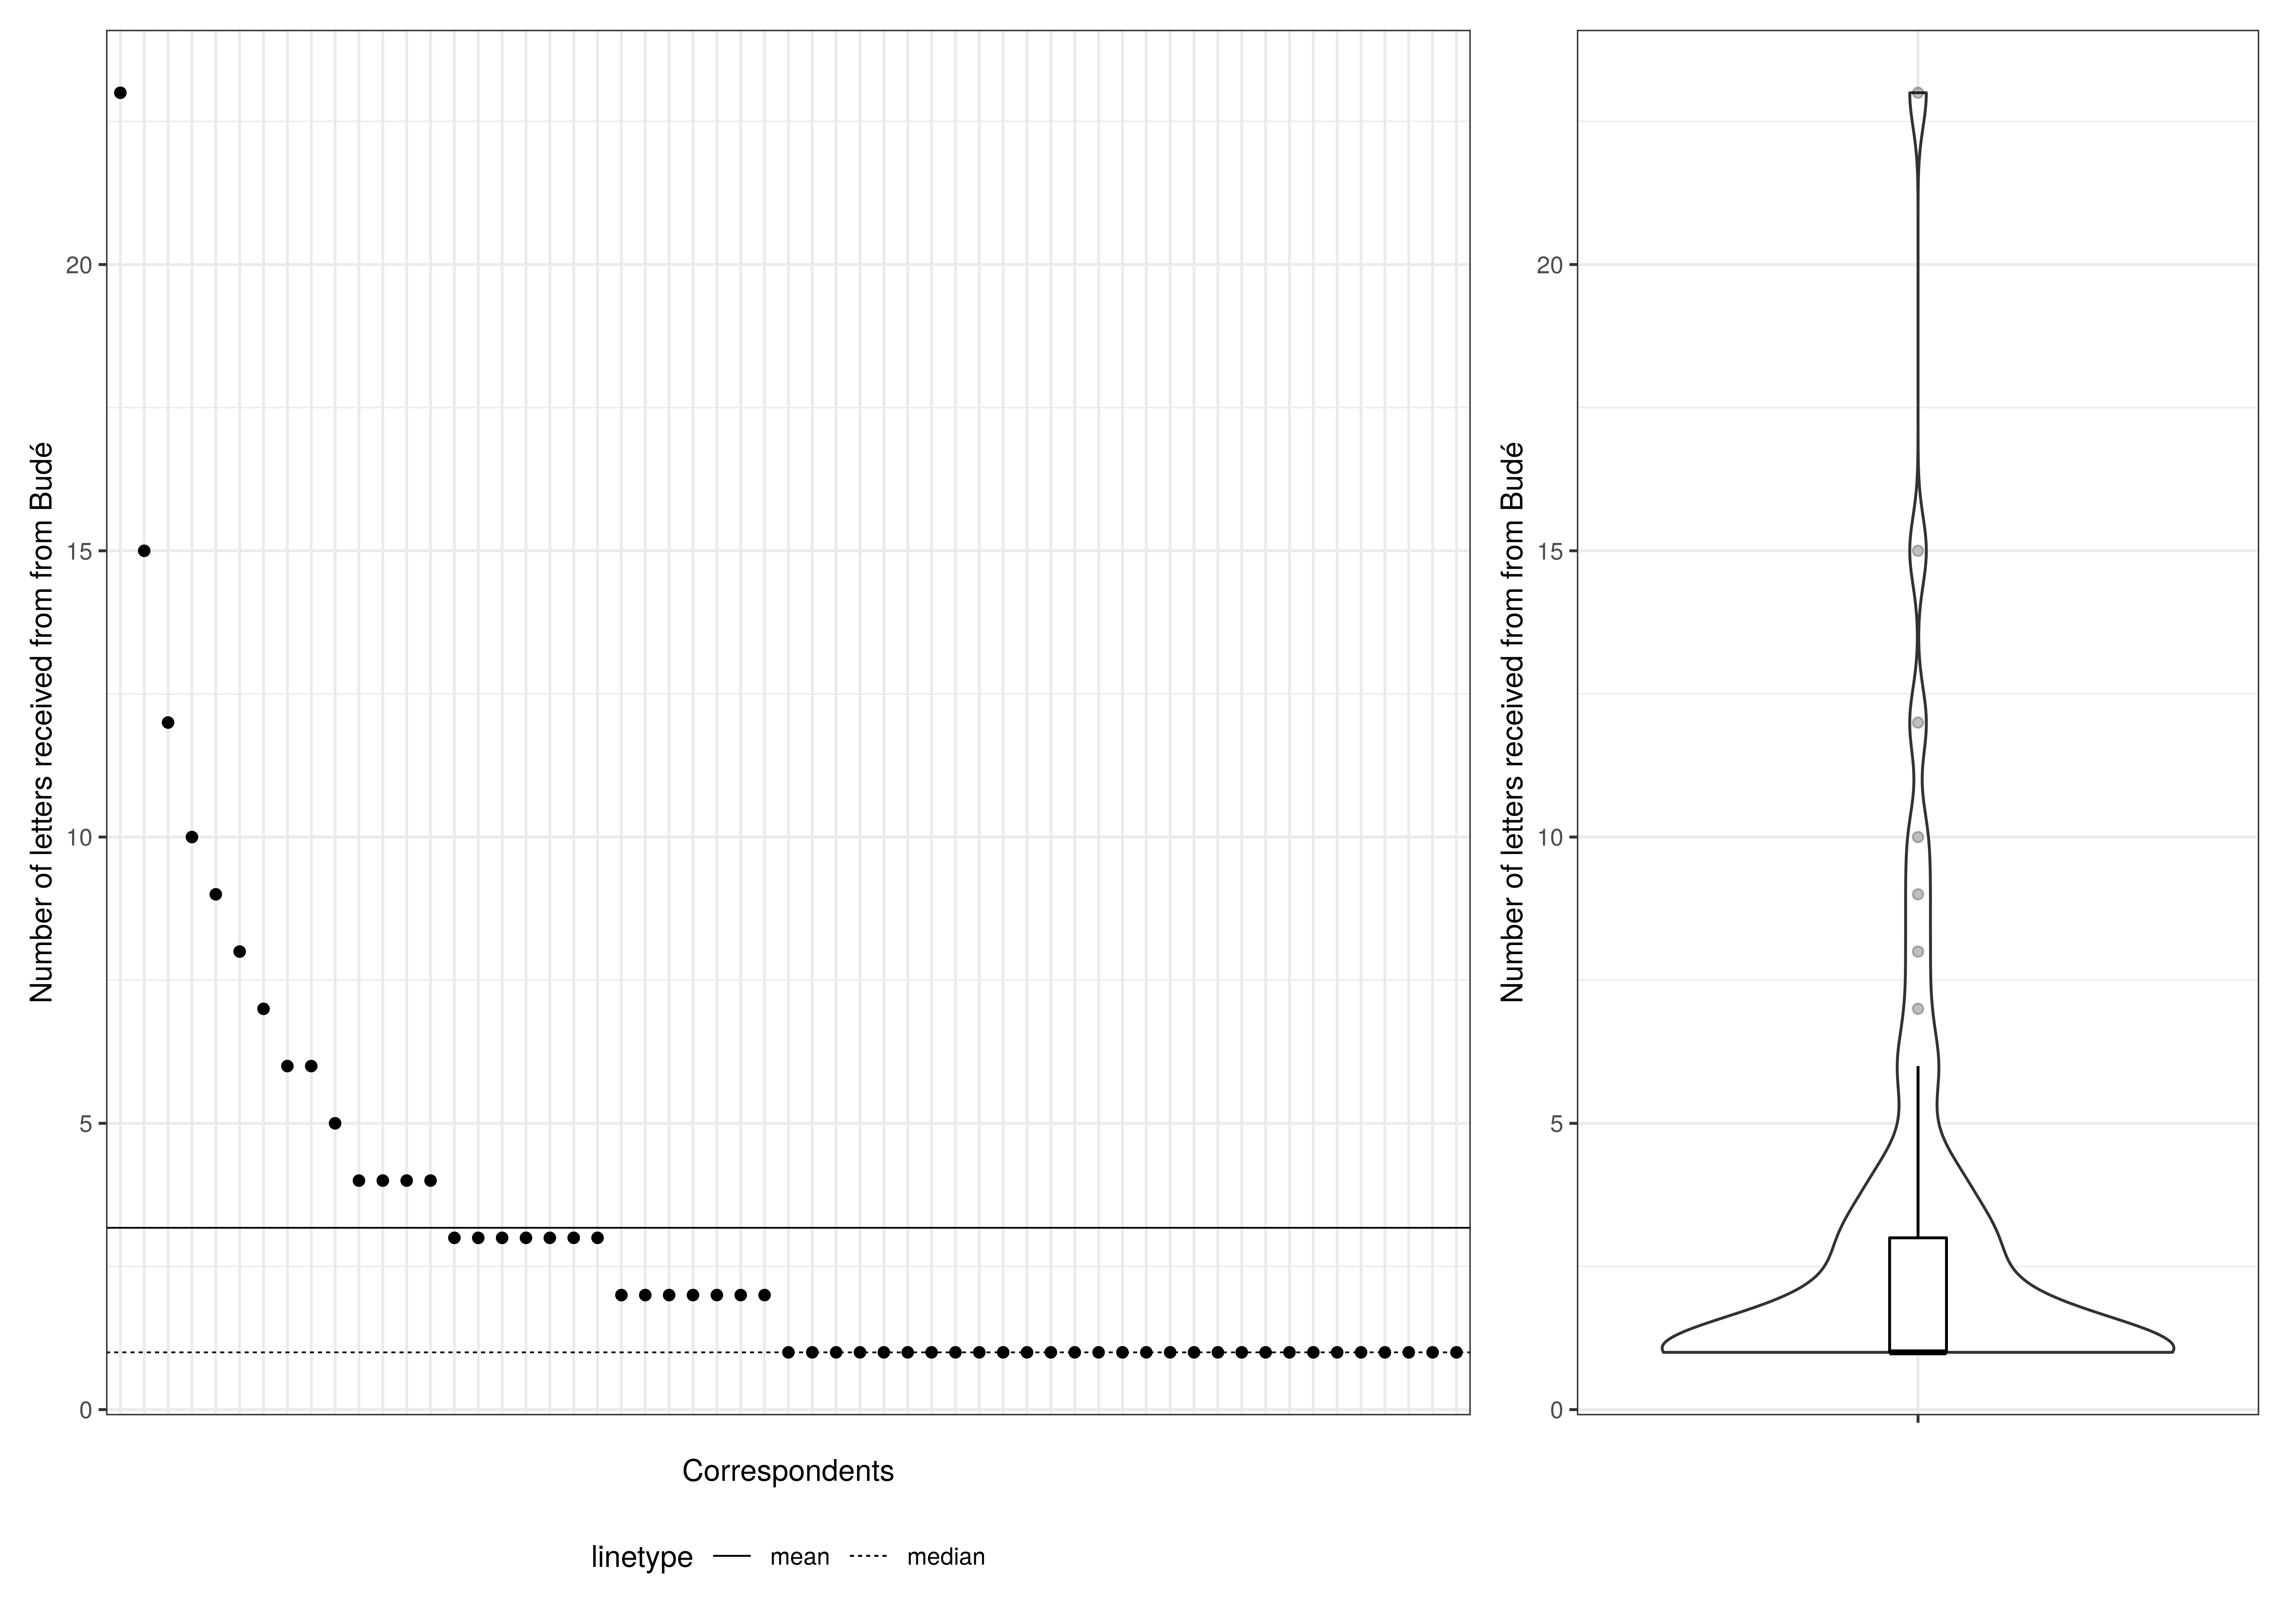 Number of letters received from from Budé
20
15
10
5
0
Correspondents
linetype mean median
Number of letters received from from Budé
20
15
10
5
0